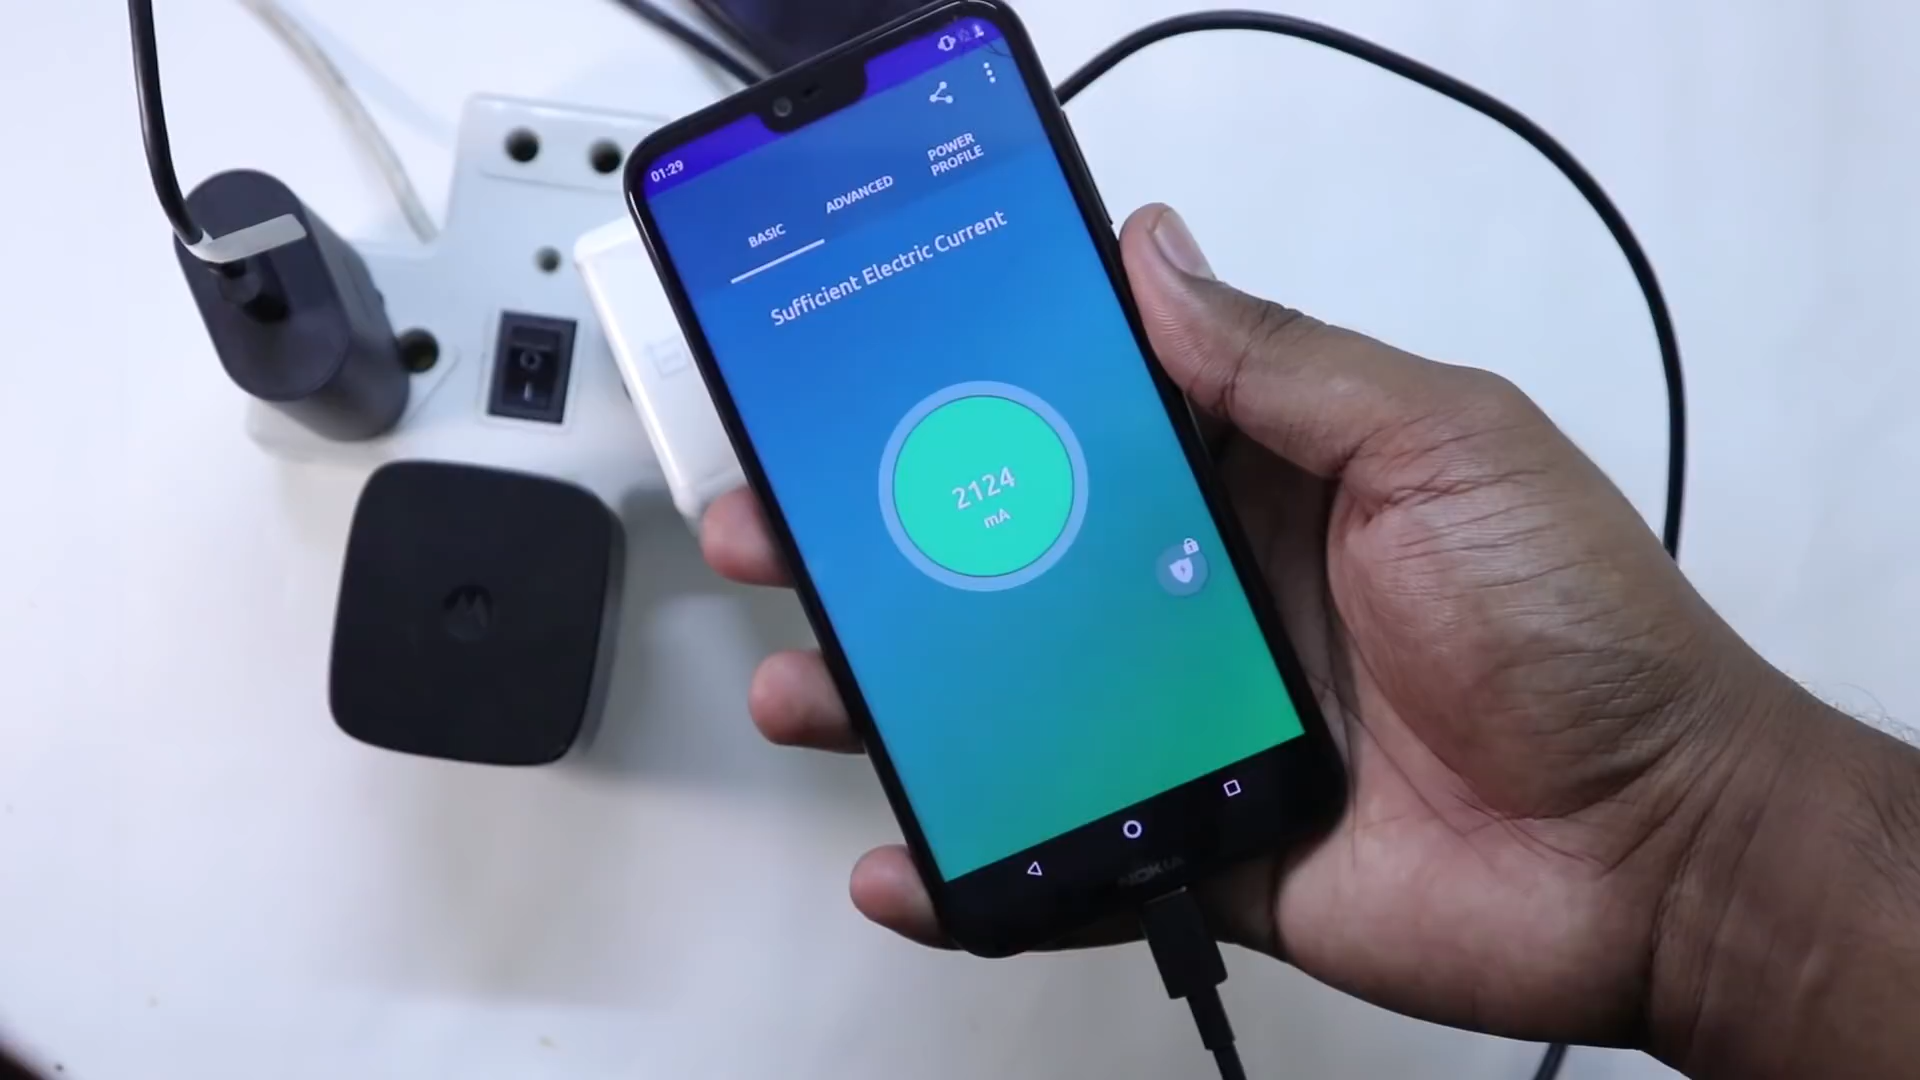 01:29
BASIC
ADVANCED
POWER
PROFILE
Sufficient Electric Current
2124
mA
NOKIA